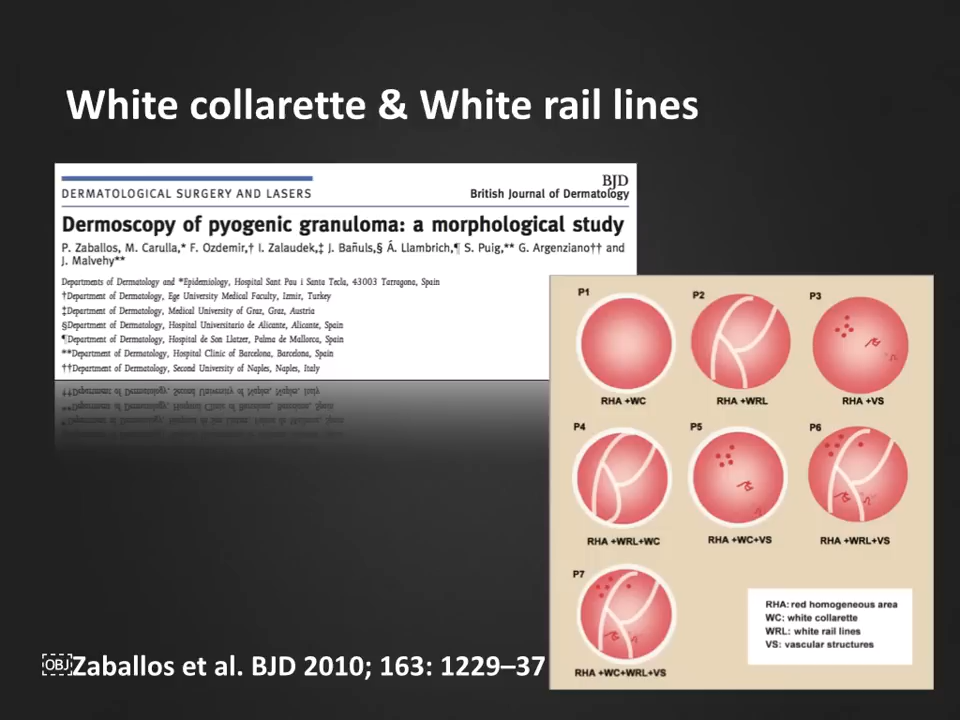 White collarette & White rail lines
DERMATOLOGICAL SURGERY AND LASERS
BJD
British Journal of Dermatology
Dermoscopy of pyogenic granuloma: a morphological study
P. Zaballos, M. Carulla,* F. Ozdemir,† I. Zalaudek,‡ J. Bañuls,§ Á. Llambrich,¶ S. Puig,** G. Argenziano†† and
J. Malvehy**
Departments of Dermatology and *Epidemiology, Hospital Sant Pau i Santa Tecla, 43003 Tarragona, Spain
†Department of Dermatology, Ege University Medical Faculty, Izmir, Turkey
‡Department of Dermatology, Medical University of Graz, Graz, Austria
§Department of Dermatology, Hospital Universitario de Alicante, Alicante, Spain
¶Department of Dermatology, Hospital de Son Llatzer, Palma de Mallorca, Spain
**Department of Dermatology, Hospital Clinic of Barcelona, Barcelona, Spain
††Department of Dermatology, Second University of Naples, Naples, Italy
P1
P2
P3
RHA +WC
RHA +WRL
RHA +VS
P4
P5
P6
RHA +WRL+WC
RHA +WC+VS
RHA +WRL+VS
P7
RHA +WC+WRL+VS
RHA: red homogeneous area
WC: white collarette
WRL: white rail lines
VS: vascular structures
OBJ Zaballos et al. BJD 2010; 163: 1229–37